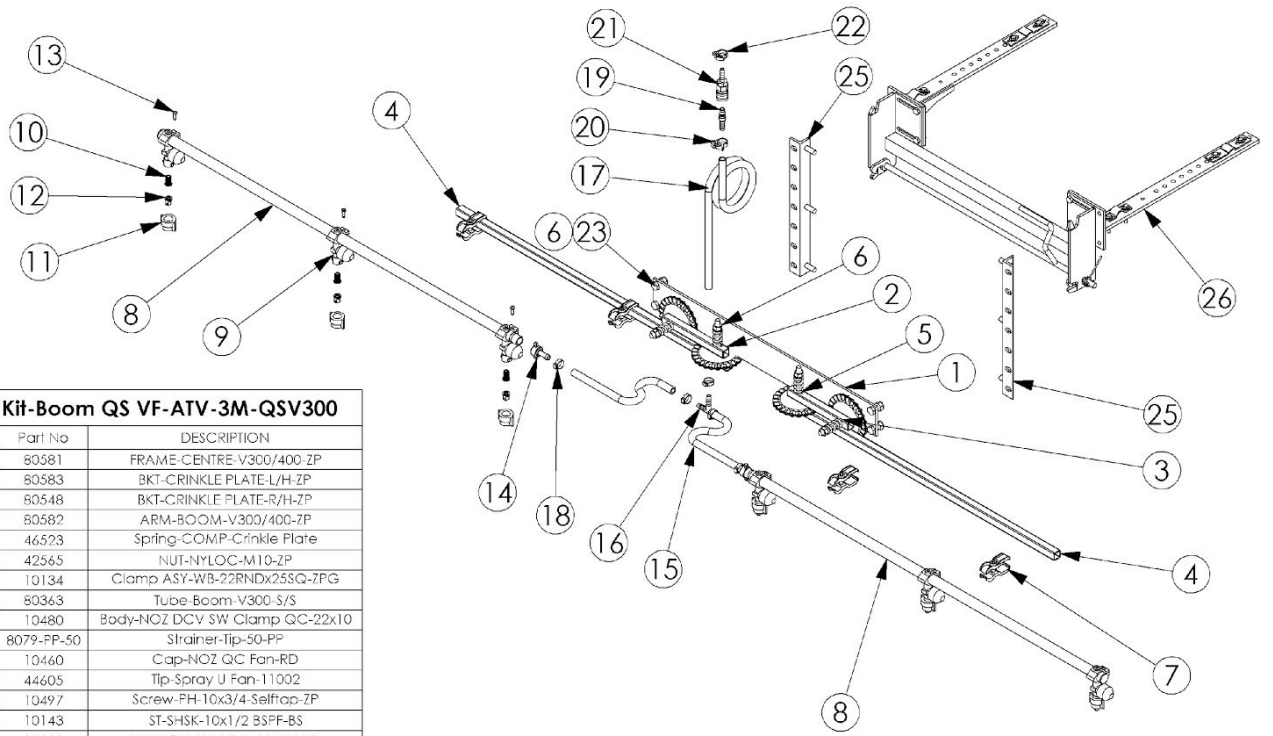 21
22
13
19
25
4
10
20
17
12
6
23
6
11
2
8
5
9
1
26
25
Kit-Boom QS VF-ATV-3M-QSV300
Part No DESCRIPTION
80581 FRAME-CENTRE-V300/400-ZP
80583 BKT-CRINKLE PLATE-L/H-ZP
80548 BKT-CRINKLE PLATE-R/H-ZP
80582 ARM-BOOM-V300/400-ZP
46523 Spring-COMP-Crinkle Plate
42565 NUT-NYLOC-M10-ZP
10134 Clamp ASY-WB-22RNDx25SQ-ZPG
80363 Tube-Boom-V300-S/S
10480 Body-NOZ DCV SW Clamp QC-22x10
8079-PP-50 Strainer-Tip-50-PP
10460 Cap-NOZ QC Fan-RD
44605 Tip-Spray U Fan-11002
10497 Screw-PH-10x3/4-Selftap-ZP
10143 ST-SHSK-10x1/2 BSPF-BS
3
14
18
16
15
4
7
8